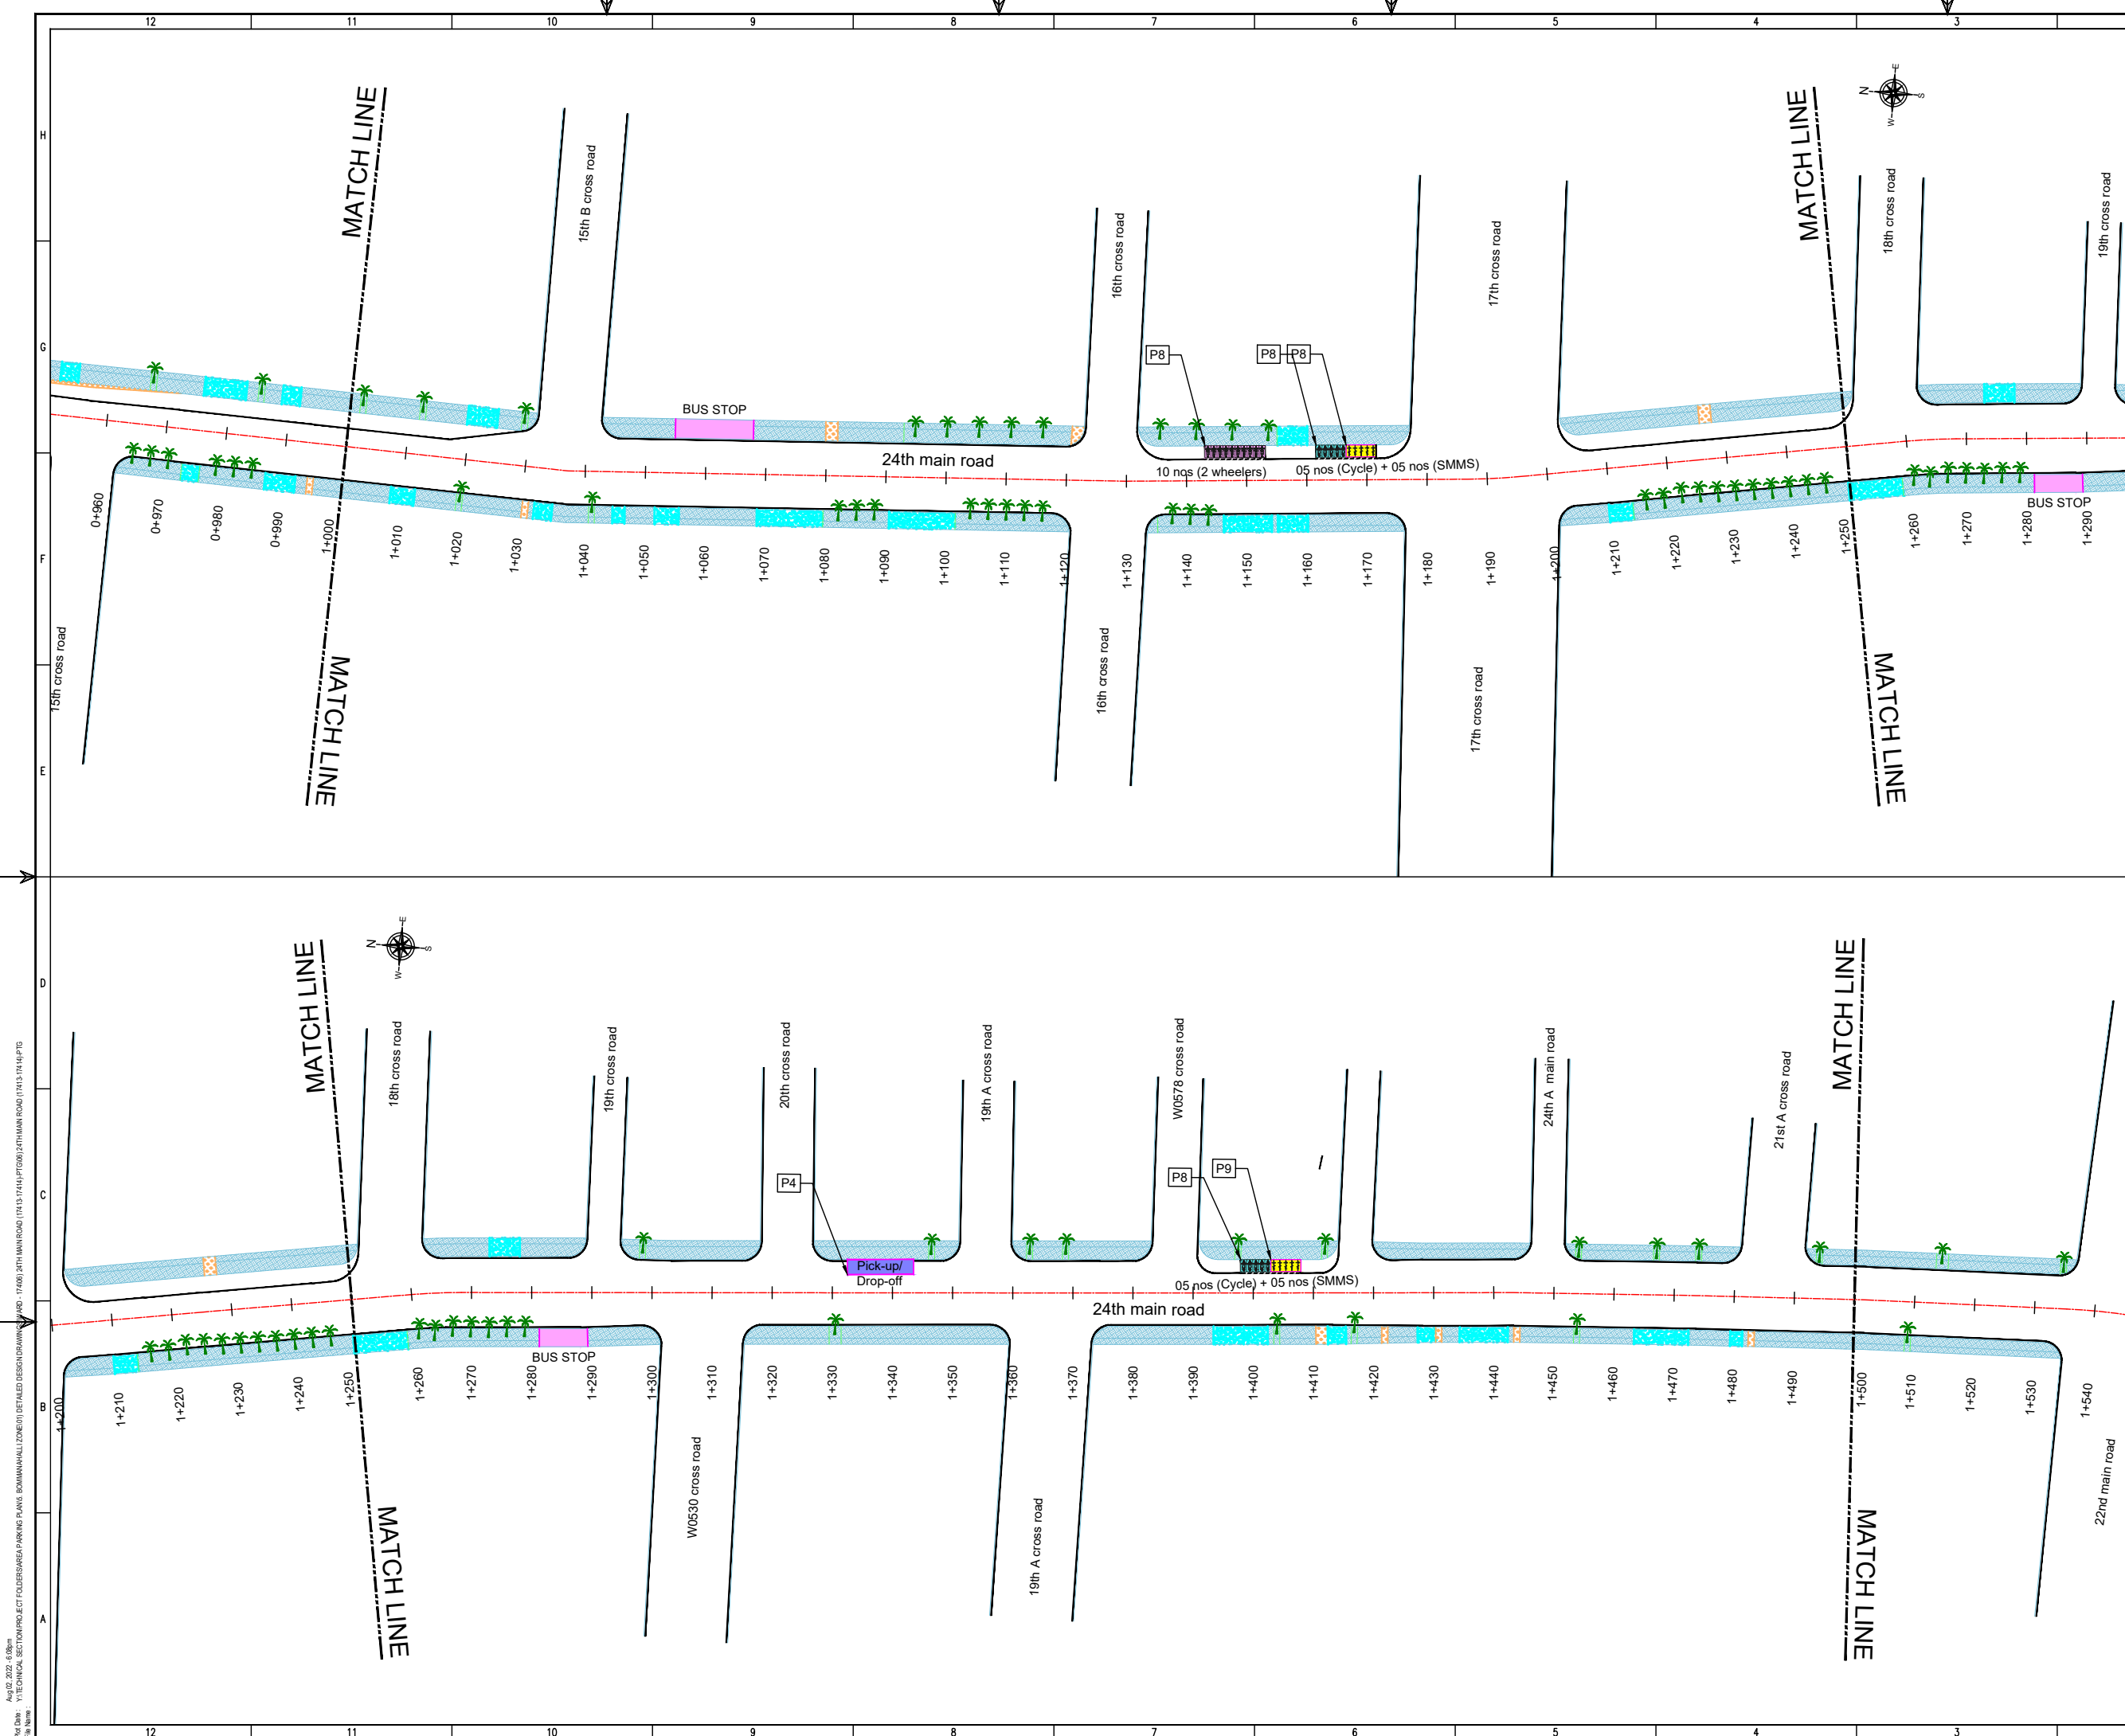 12 11 10 9 8 7 6 5 4 3
H
G
F
E
MATCH LINE
MATCH LINE
E
N
S
W
15th B cross road
16th cross road
17th cross road
18th cross road
19th cross road
P8
P8
P8
BUS STOP
24th main road
10 nos (2 wheelers)
05 nos (Cycle) + 05 nos (SMMS)
BUS STOP
0+960 0+970 0+980 0+990 1+000 1+010 1+020 1+030 1+040 1+050 1+060 1+070 1+080 1+090 1+100 1+110 1+120 1+130 1+140 1+150 1+160 1+170 1+180 1+190 1+200 1+210 1+220 1+230 1+240 1+250 1+260 1+270 1+280 1+290
15th cross road
16th cross road
17th cross road
MATCH LINE
MATCH LINE
D
C
B
A
MATCH LINE
MATCH LINE
E
N
S
W
18th cross road
19th cross road
20th cross road
19th A cross road
W0578 cross road
24th A main road
21st A cross road
P4
P8
P9
Pick-up/
Drop-off
05 nos (Cycle) + 05 nos (SMMS)
24th main road
BUS STOP
1+200 1+210 1+220 1+230 1+240 1+250 1+260 1+270 1+280 1+290 1+300 1+310 1+320 1+330 1+340 1+350 1+360 1+370 1+380 1+390 1+400 1+410 1+420 1+430 1+440 1+450 1+460 1+470 1+480 1+490 1+500 1+510 1+520 1+530 1+540
W0530 cross road
19th A cross road
22nd main road
MATCH LINE
MATCH LINE
12 11 10 9 8 7 6 5 4 3
Aug 02, 2022 - 6:08pm
Plot Date :
File Name :